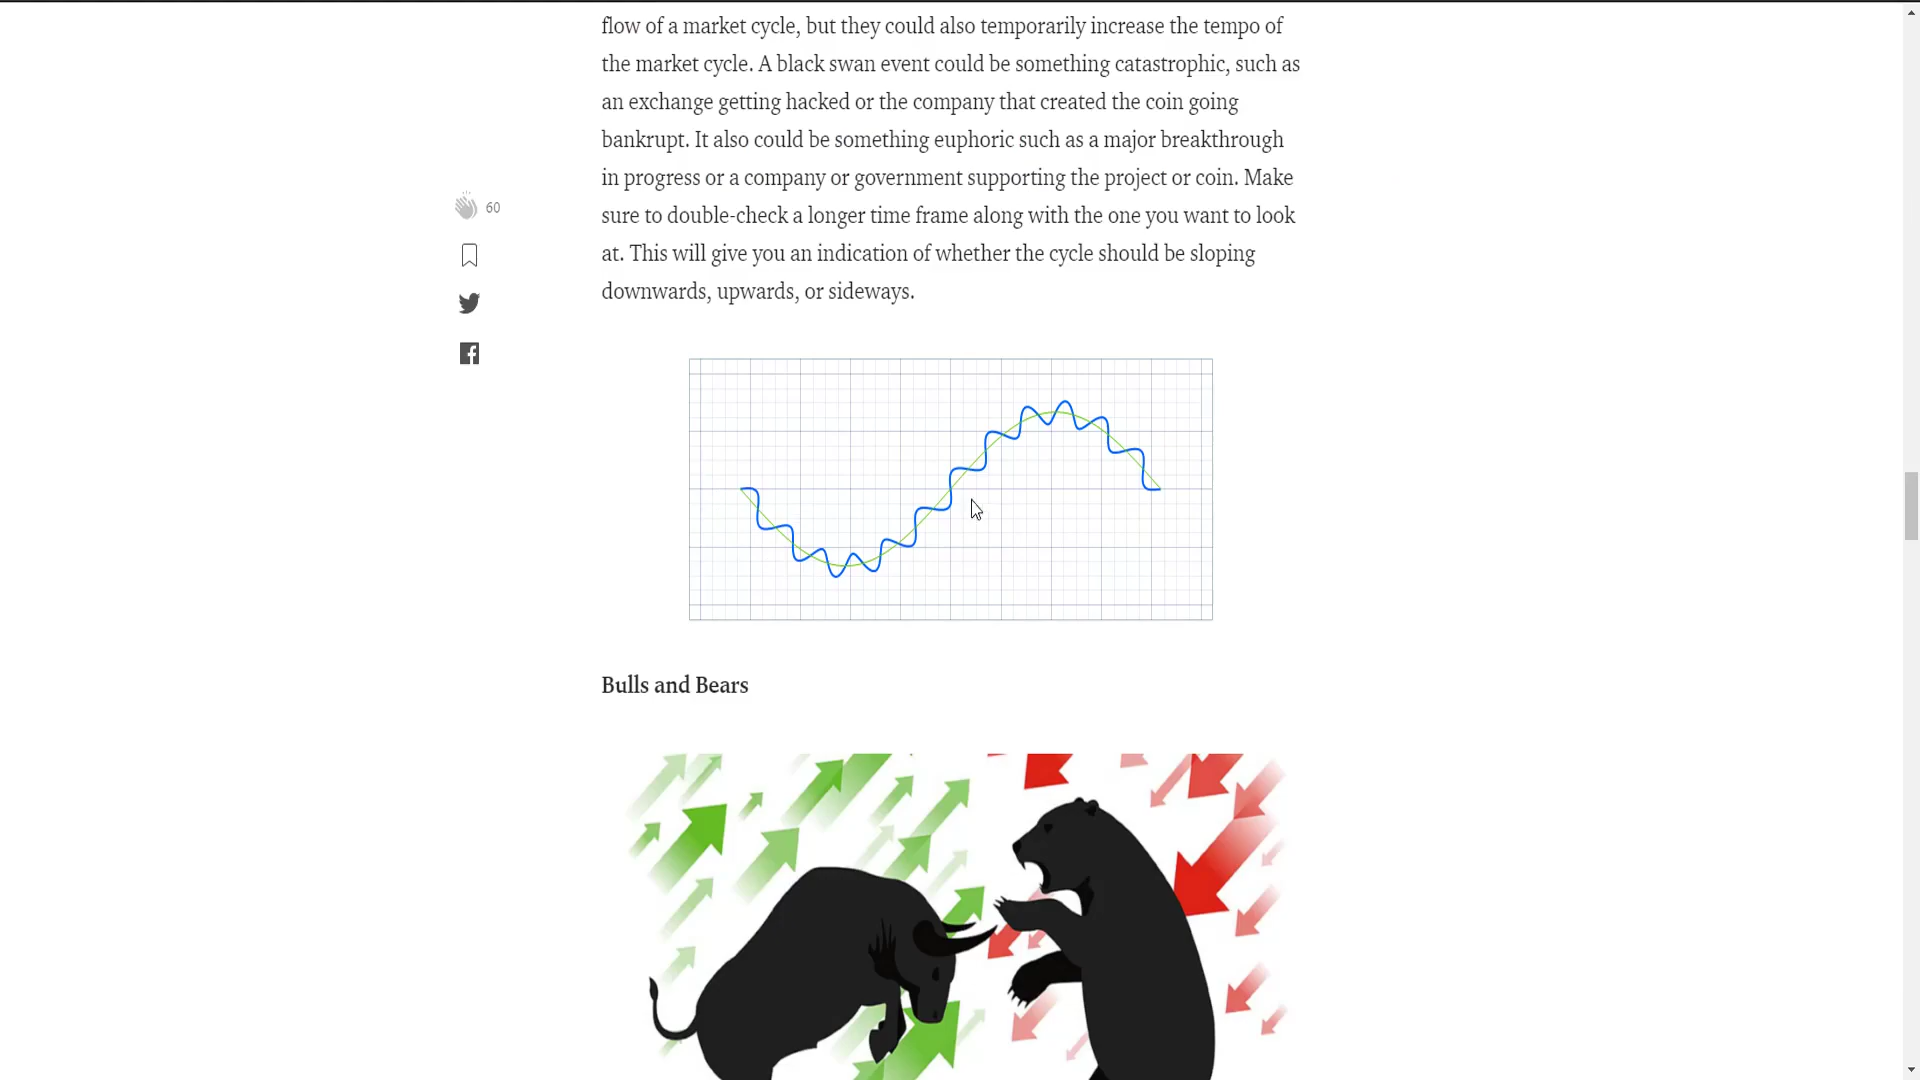 flow of a market cycle, but they could also temporarily increase the tempo of
the market cycle. A black swan event could be something catastrophic, such as
an exchange getting hacked or the company that created the coin going
bankrupt. It also could be something euphoric such as a major breakthrough
in progress or a company or government supporting the project or coin. Make
sure to double-check a longer time frame along with the one you want to look
at. This will give you an indication of whether the cycle should be sloping
downwards, upwards, or sideways.
60
Bulls and Bears